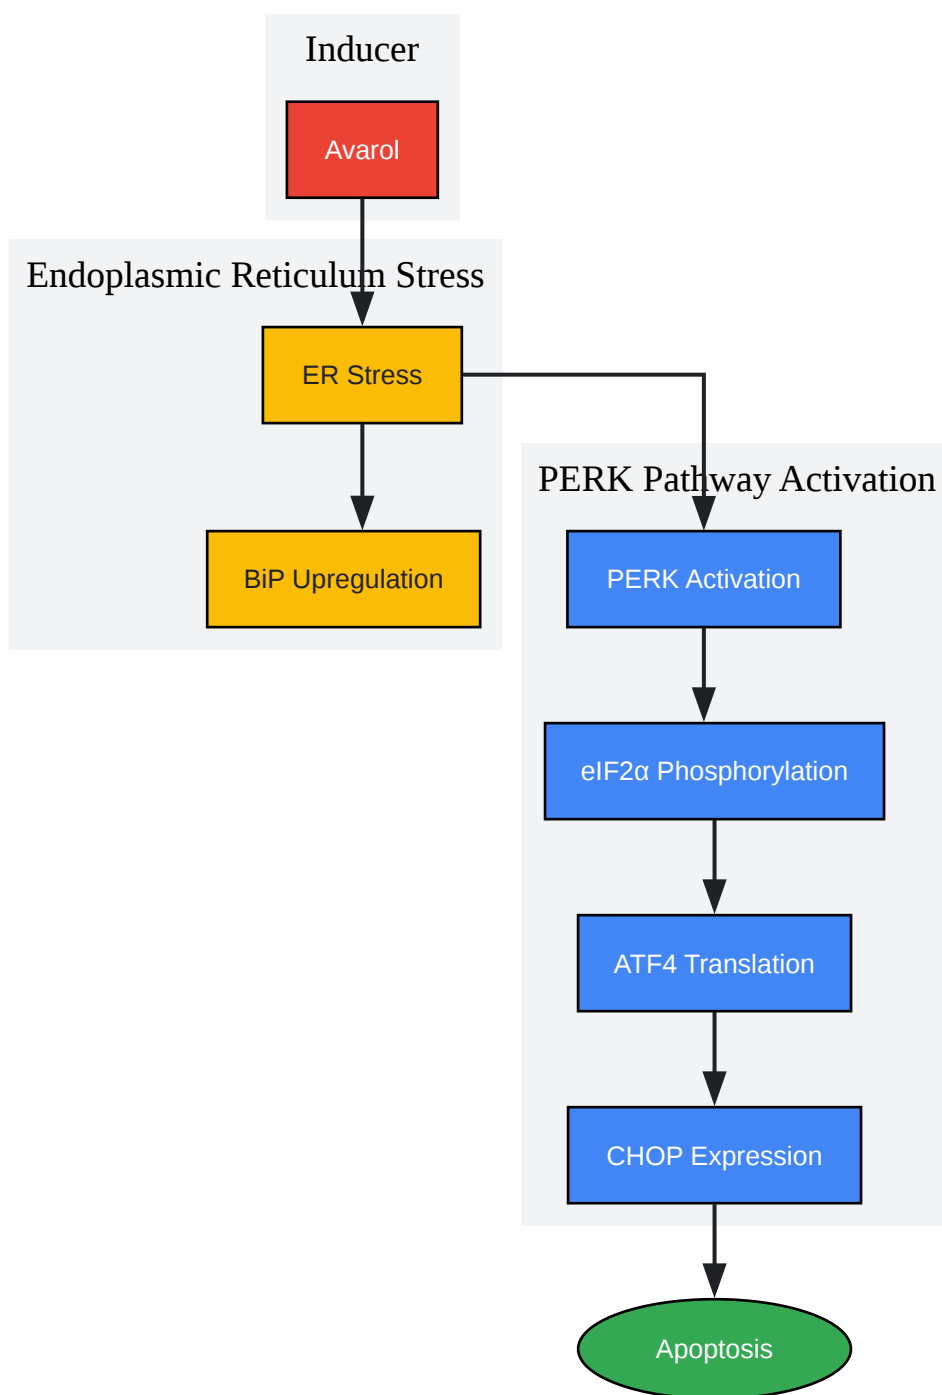 Inducer
Avarol
Endoplasmic Reticulum Stress
ER Stress
BiP Upregulation
PERK Pathway Activation
PERK Activation
eIF2α Phosphorylation
ATF4 Translation
CHOP Expression
Apoptosis